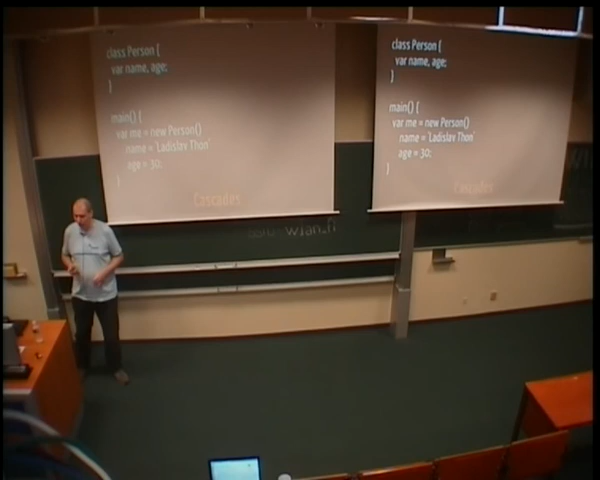 class Person {
var name, age;
}
main() {
var me = new Person()
name = 'Ladislav Thon'
age = 30;
}
Cascades
class Person {
var name, age;
}
main() {
var me = new Person()
name = 'Ladislav Thon'
age = 30;
}
Cascades